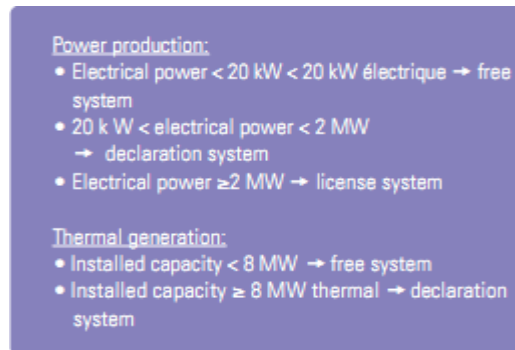 Power production:
• Electrical power < 20 kW < 20 kW électrique → free
system
• 20 k W < electrical power < 2 MW
→ declaration system
• Electrical power ≥2 MW → license system
Thermal generation:
• Installed capacity < 8 MW → free system
• Installed capacity ≥ 8 MW thermal → declaration
system